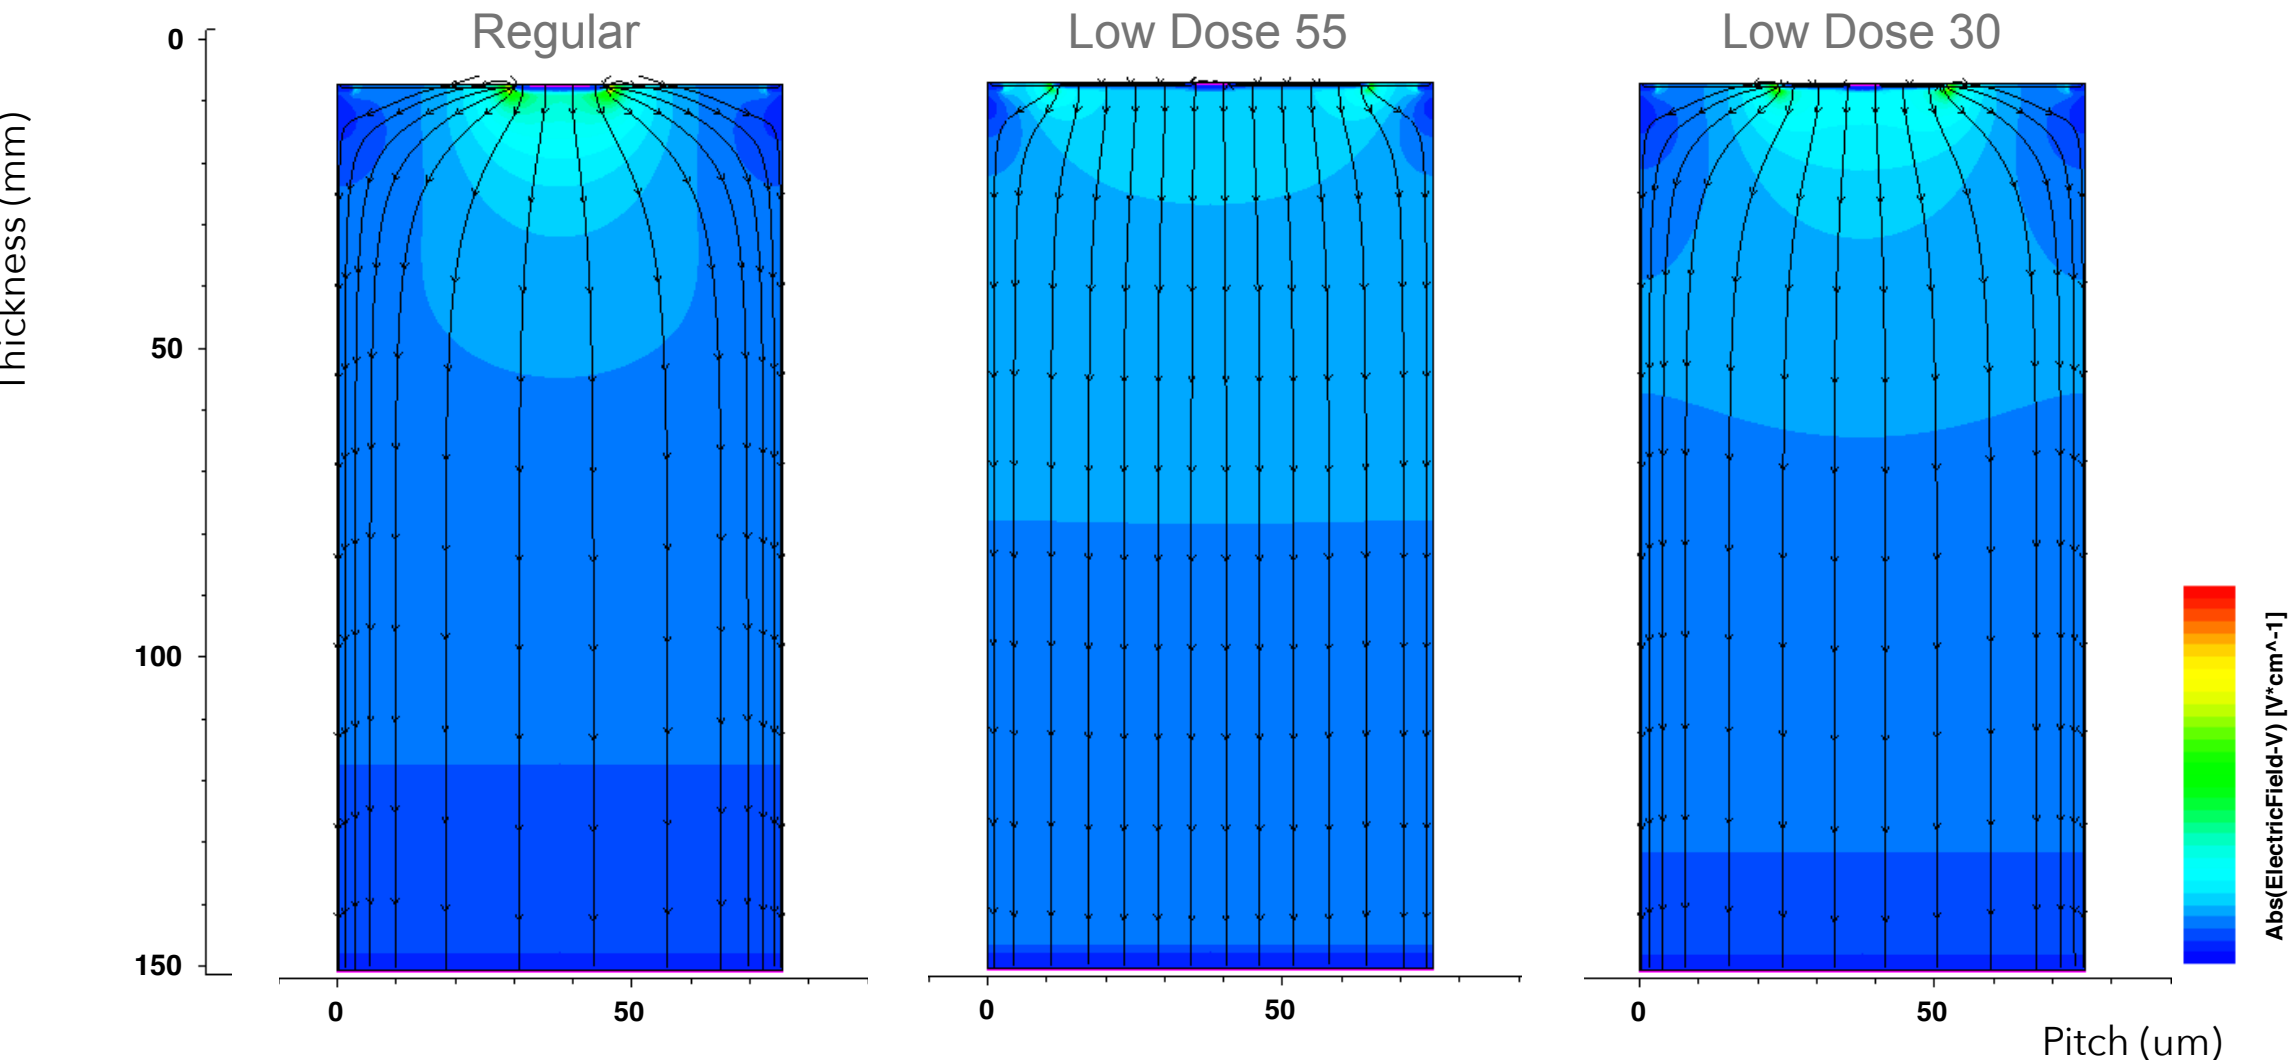 Regular
Low Dose 55
Low Dose 30
Thickness (mm)
0
50
100
150
0
50
0
50
0
50
Pitch (um)
Abs(ElectricField-V) [V*cm^-1]